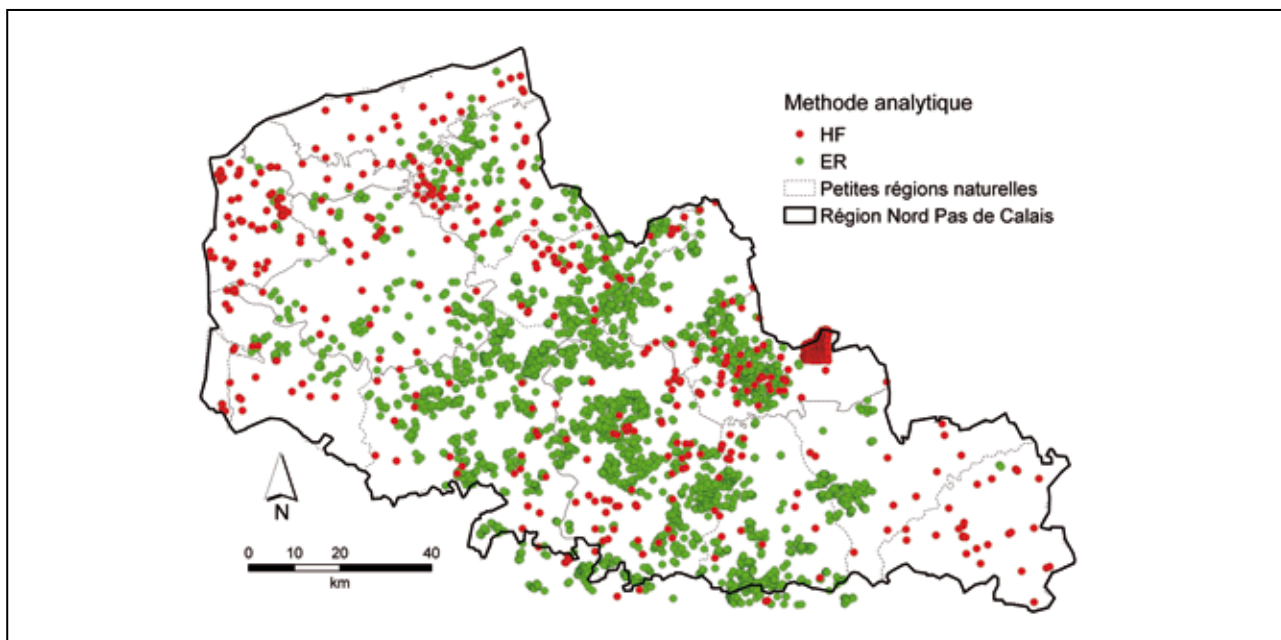 Methode analytique
HF
ER
Petites régions naturelles
Région Nord Pas de Calais
N
0 10 20 40
km